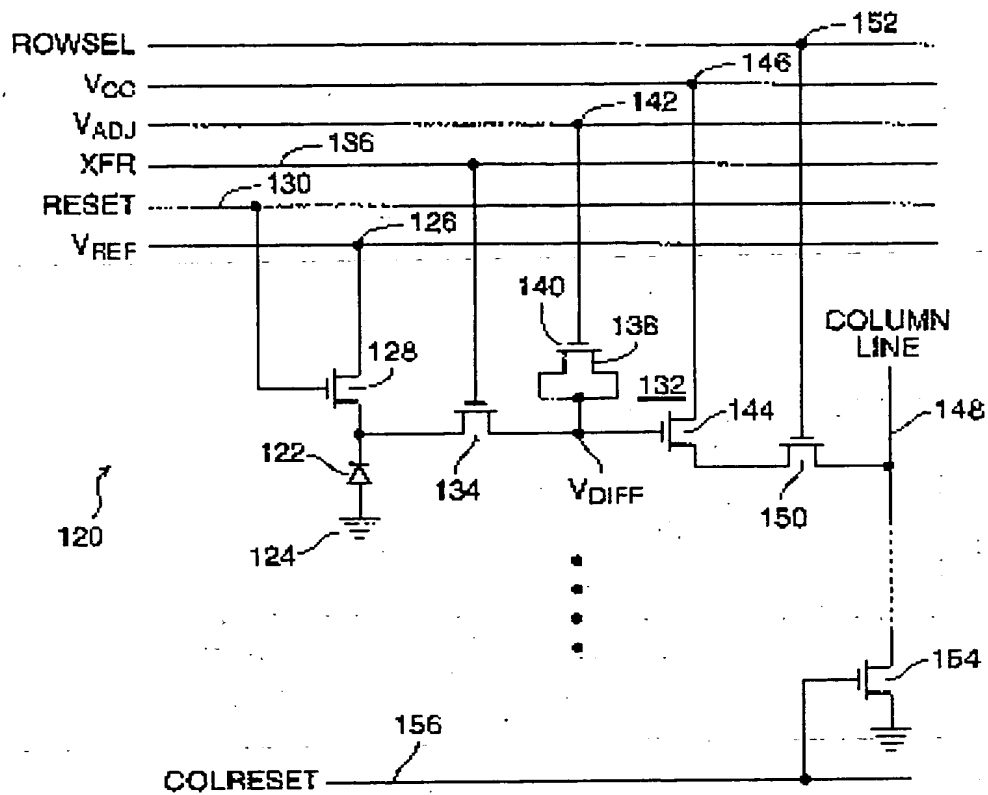 152
ROWSEL
146
VCC
142
VADJ
136
XFR
130
RESET
126
VREF
140
138
COLUMN
LINE
128
132
144
148
122
134
VDIFF
150
120
124
154
156
COLRESET